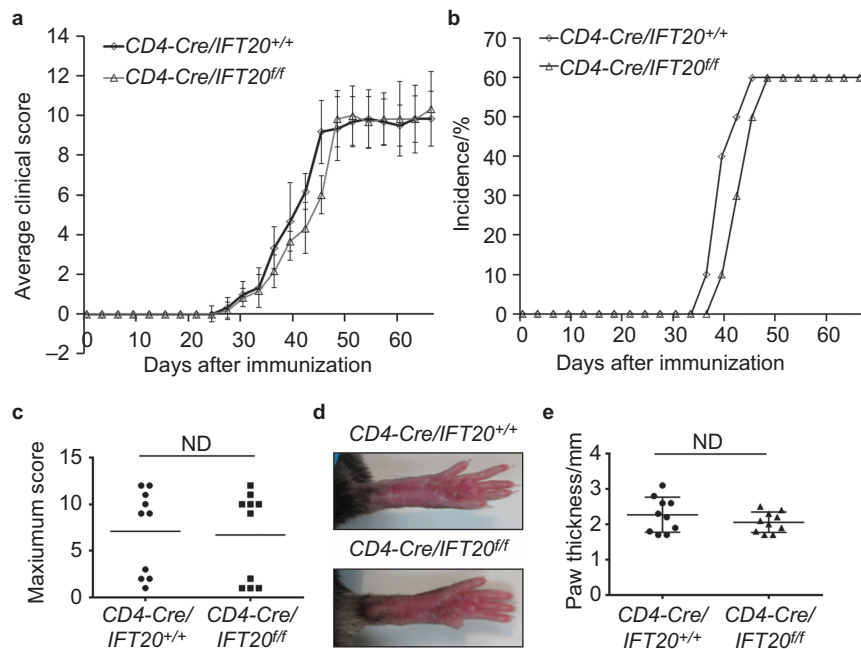 a
CD4-Cre/IFT20+/+
CD4-Cre/IFT20f/f
Average clinical score
12
10
8
6
4
2
0
–2
0 10 20 30 40 50 60
Days after immunization
b
CD4-Cre/IFT20+/+
CD4-Cre/IFT20f/f
Incidence/%
70
60
50
40
30
20
10
0
0 10 20 30 40 50 60
Days after immunization
c
ND
Maxiumum score
15
10
5
0
CD4-Cre/
IFT20+/+
CD4-Cre/
IFT20f/f
d
CD4-Cre/IFT20+/+
CD4-Cre/IFT20f/f
e
ND
Paw thickness/mm
4
3
2
1
0
CD4-Cre/
IFT20+/+
CD4-Cre/
IFT20f/f